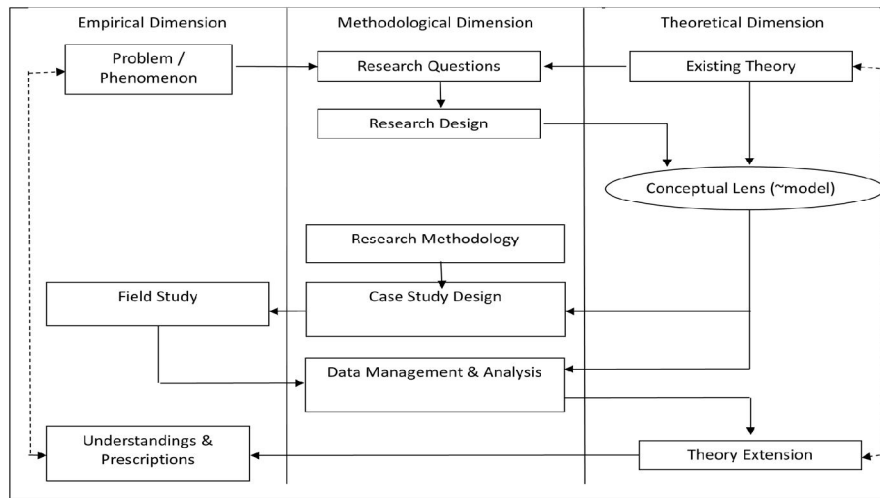 Empirical Dimension
Methodological Dimension
Theoretical Dimension
Problem /
Phenomenon
Research Questions
Existing Theory
Research Design
Conceptual Lens (~model)
Research Methodology
Field Study
Case Study Design
Data Management & Analysis
Understandings &
Prescriptions
Theory Extension